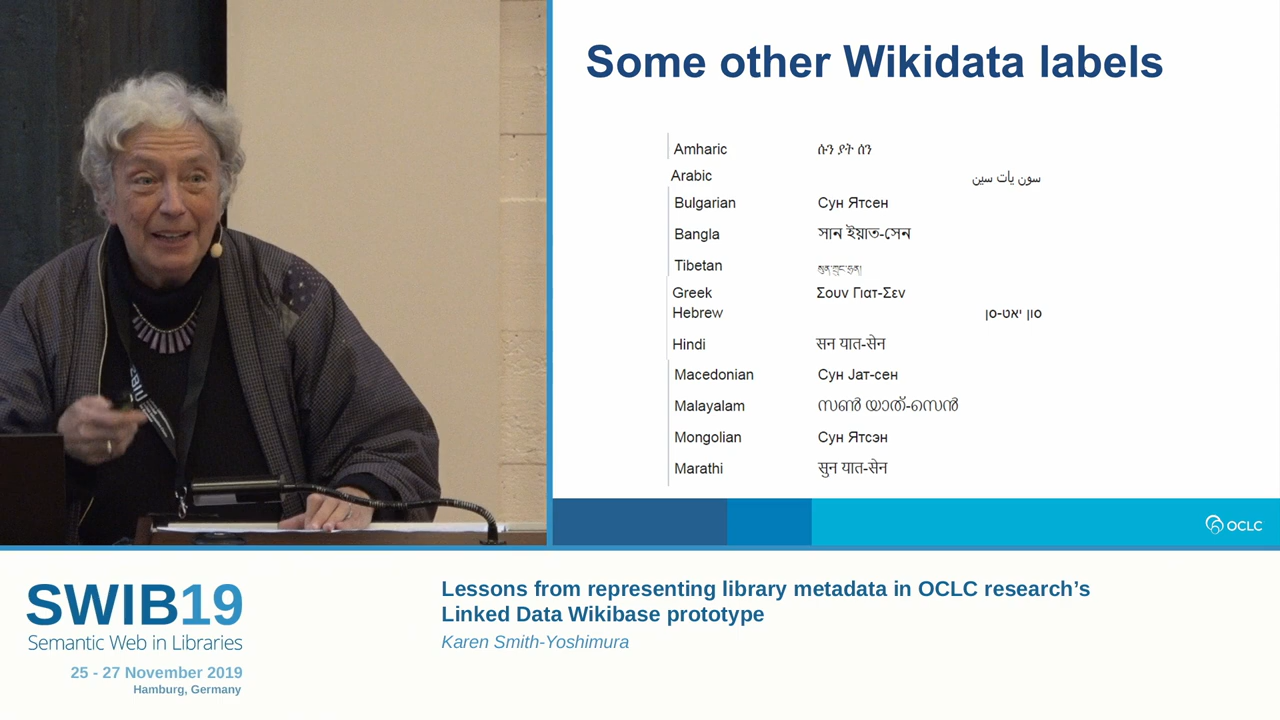 Some other Wikidata labels
Amharic ሱን ያት ሰን
Arabic سون يات سين
Bulgarian Сун Ятсен
Bangla সান ইয়াত-সেন
Tibetan
Greek Σουν Γιατ-Σεν
Hebrew סון יאט-סן
Hindi सन यात-सेन
Macedonian Сун Јат-сен
Malayalam സൺ യാത്-സെൻ
Mongolian Сун Ятсэн
Marathi सुन यात-सेन
OCLC
SWIB19
Semantic Web in Libraries
25 - 27 November 2019
Hamburg, Germany
Lessons from representing library metadata in OCLC research’s
Linked Data Wikibase prototype
Karen Smith-Yoshimura